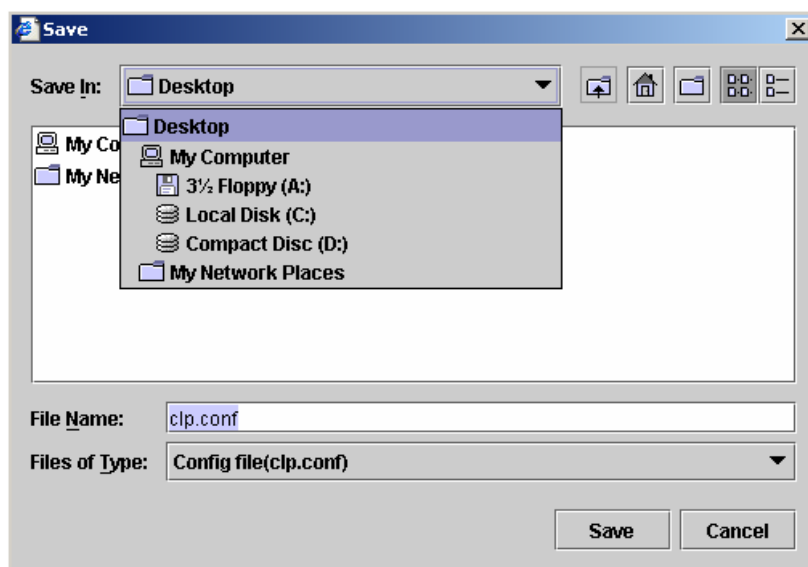 Save
Save In: Desktop
Desktop
My Co
My Computer
My Ne
3½ Floppy (A:)
Local Disk (C:)
Compact Disc (D:)
My Network Places
File Name: clp.conf
Files of Type: Config file(clp.conf)
Save Cancel